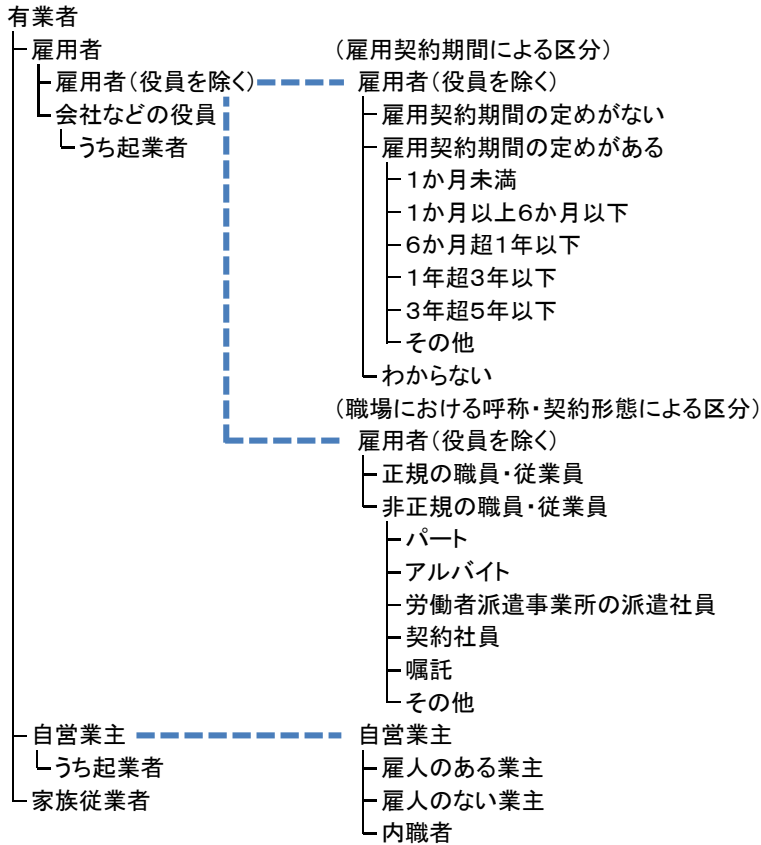 有業者
雇用者
(雇用契約期間による区分)
雇用者(役員を除く)
雇用者(役員を除く)
会社などの役員
雇用契約期間の定めがない
うち起業者
雇用契約期間の定めがある
1か月未満
1か月以上6か月以下
6か月超1年以下
1年超3年以下
3年超5年以下
その他
わからない
(職場における呼称・契約形態による区分)
雇用者(役員を除く)
正規の職員・従業員
非正規の職員・従業員
パート
アルバイト
労働者派遣事業所の派遣社員
契約社員
嘱託
その他
自営業主
自営業主
うち起業者
雇人のある業主
家族従業者
雇人のない業主
内職者